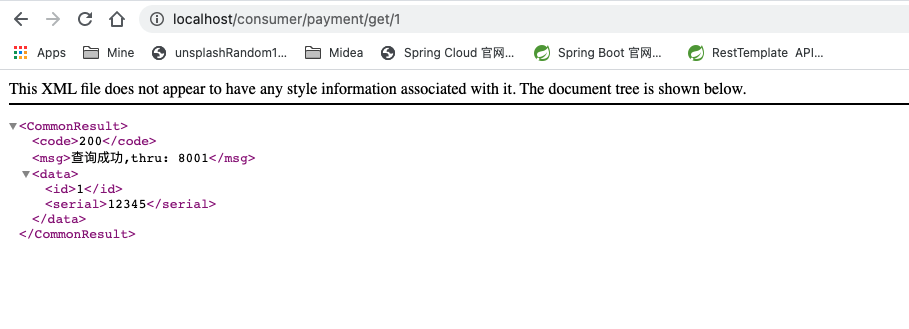 localhost/consumer/payment/get/1
Apps Mine unsplashRandom1... Midea Spring Cloud 官网... Spring Boot 官网... RestTemplate API...
This XML file does not appear to have any style information associated with it. The document tree is shown below.
<CommonResult>
<code>200</code>
<msg>查询成功,thru: 8001</msg>
<data>
<id>1</id>
<serial>12345</serial>
</data>
</CommonResult>